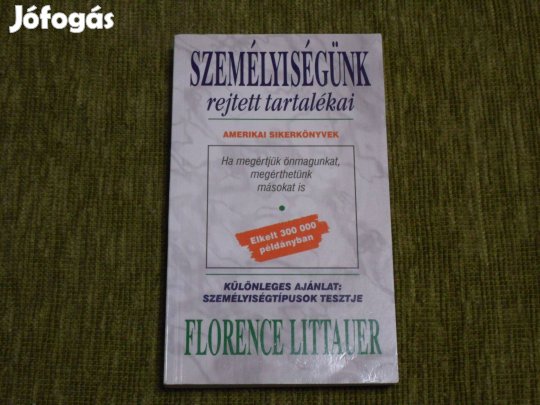 Jófogás
SZEMÉLYISÉGÜNK
rejtett tartalékai
AMERIKAI SIKERKÖNYVEK
Ha megértjük önmagunkat,
megérthetünk
másokat is
Elkelt 300 000
példányban
KÜLÖNLEGES AJÁNLAT:
SZEMÉLYISÉGTÍPUSOK TESZTJE
FLORENCE LITTAUER